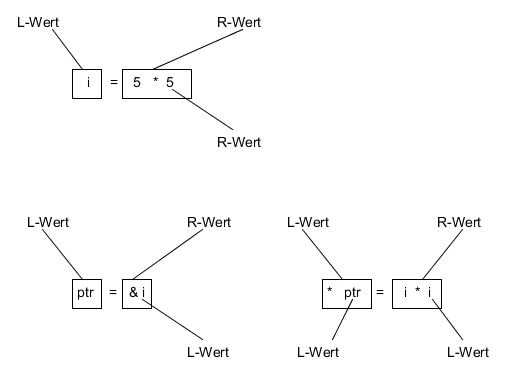 L-Wert R-Wert
i = 5 * 5
R-Wert
L-Wert R-Wert L-Wert R-Wert
ptr = & i * ptr = i * i
L-Wert L-Wert L-Wert